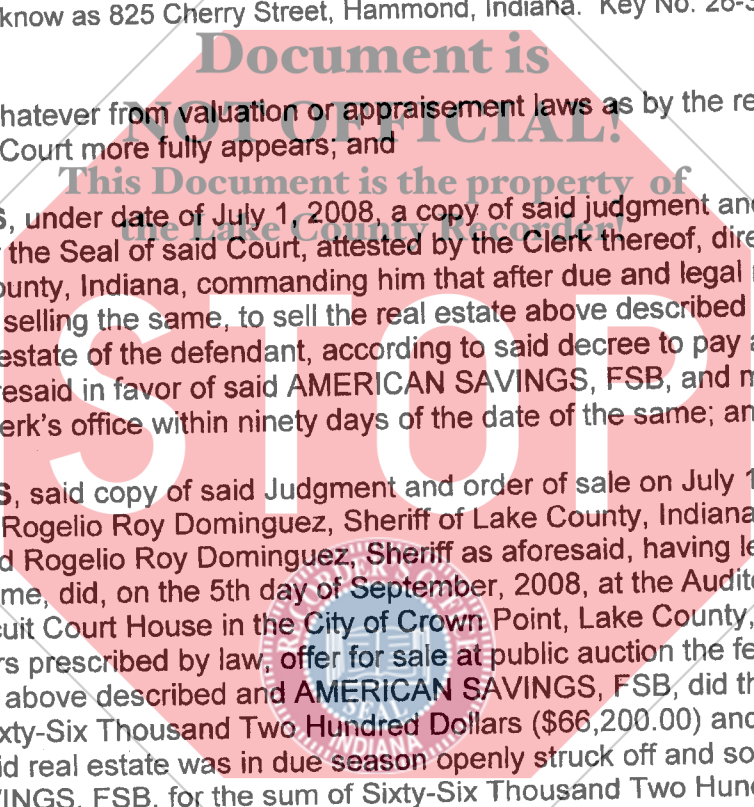 know as 825 Cherry Street, Hammond, Indiana. Key No. 26-3
Document is
hatever from valuation or appraisement laws as by the re
NOT OFFICIAL!
Court more fully appears; and
This Document is the property of
S, under date of July 1, 2008, a copy of said judgment and
the Lake County Recorder!
the Seal of said Court, attested by the Clerk thereof, dire
ounty, Indiana, commanding him that after due and legal
selling the same, to sell the real estate above described
estate of the defendant, according to said decree to pay a
resaid in favor of said AMERICAN SAVINGS, FSB, and m
erk's office within ninety days of the date of the same; an
STOP
S, said copy of said Judgment and order of sale on July 1
Rogelio Roy Dominguez, Sheriff of Lake County, Indiana
d Rogelio Roy Dominguez, Sheriff as aforesaid, having le
me, did, on the 5th day of September, 2008, at the Audito
cuit Court House in the City of Crown Point, Lake County,
rs prescribed by law, offer for sale at public auction the fe
above described and AMERICAN SAVINGS, FSB, did th
xty-Six Thousand Two Hundred Dollars ($66,200.00) and
SEAL
INDIANA
id real estate was in due season openly struck off and so
VINGS, FSB, for the sum of Sixty-Six Thousand Two Hun